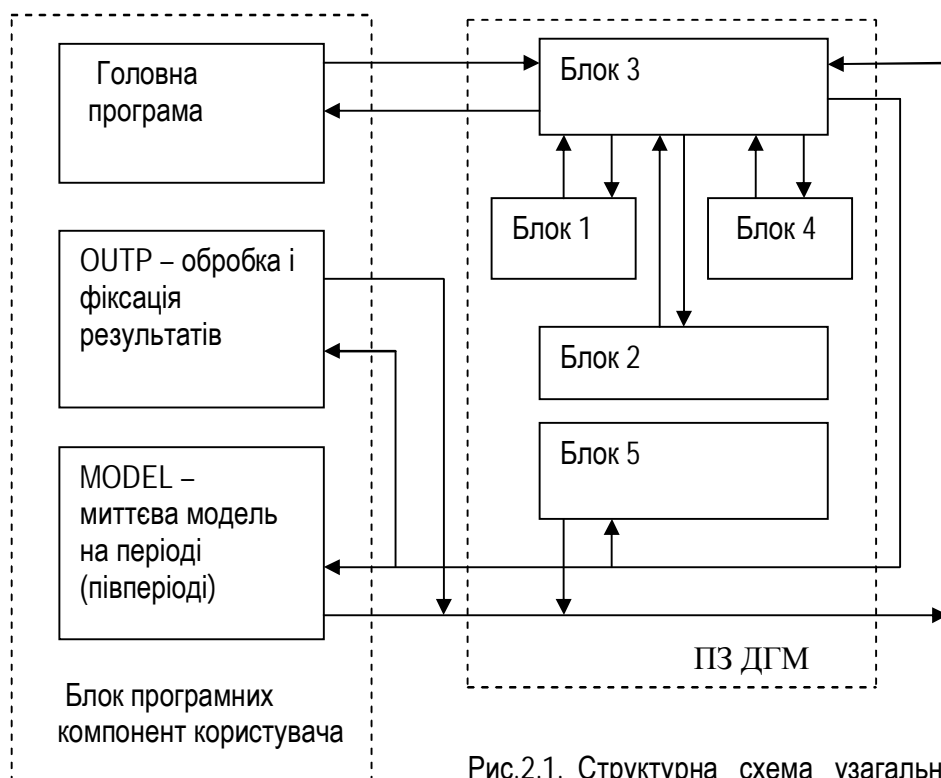 Головна
програма
OUTP – обробка і
фіксація
результатів
MODEL –
миттєва модель
на періоді
(півперіоді)
Блок програмних
компонент користувача
Блок 3
Блок 1
Блок 4
Блок 2
Блок 5
ПЗ ДГМ
Рис.2.1. Структурна схема узагальн